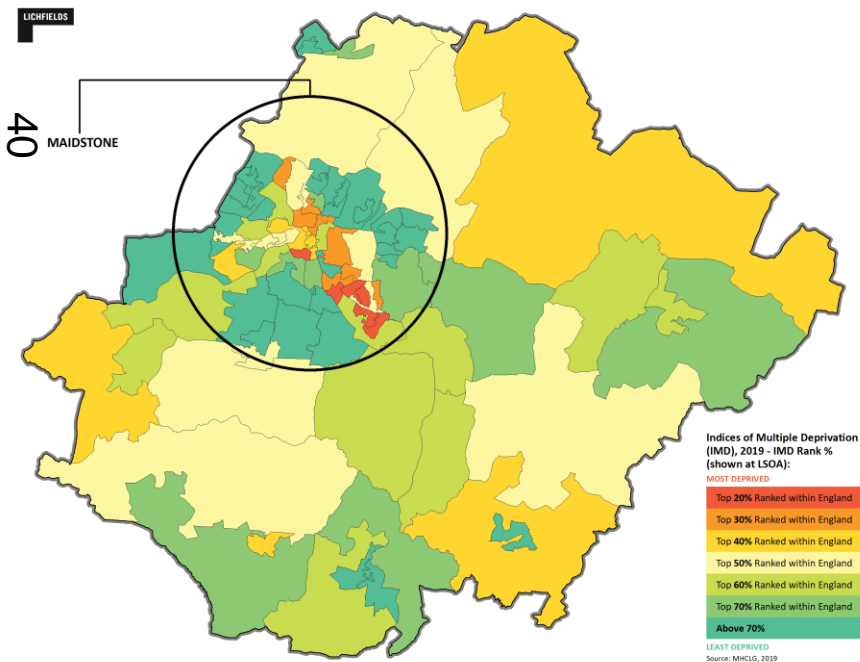 LICHFIELDS
40
MAIDSTONE
Indices of Multiple Deprivation
(IMD), 2019 - IMD Rank %
(shown at LSOA):
MOST DEPRIVED
Top 20% Ranked within England
Top 30% Ranked within England
Top 40% Ranked within England
Top 50% Ranked within England
Top 60% Ranked within England
Top 70% Ranked within England
Above 70%
LEAST DEPRIVED
Source: MHCLG, 2019